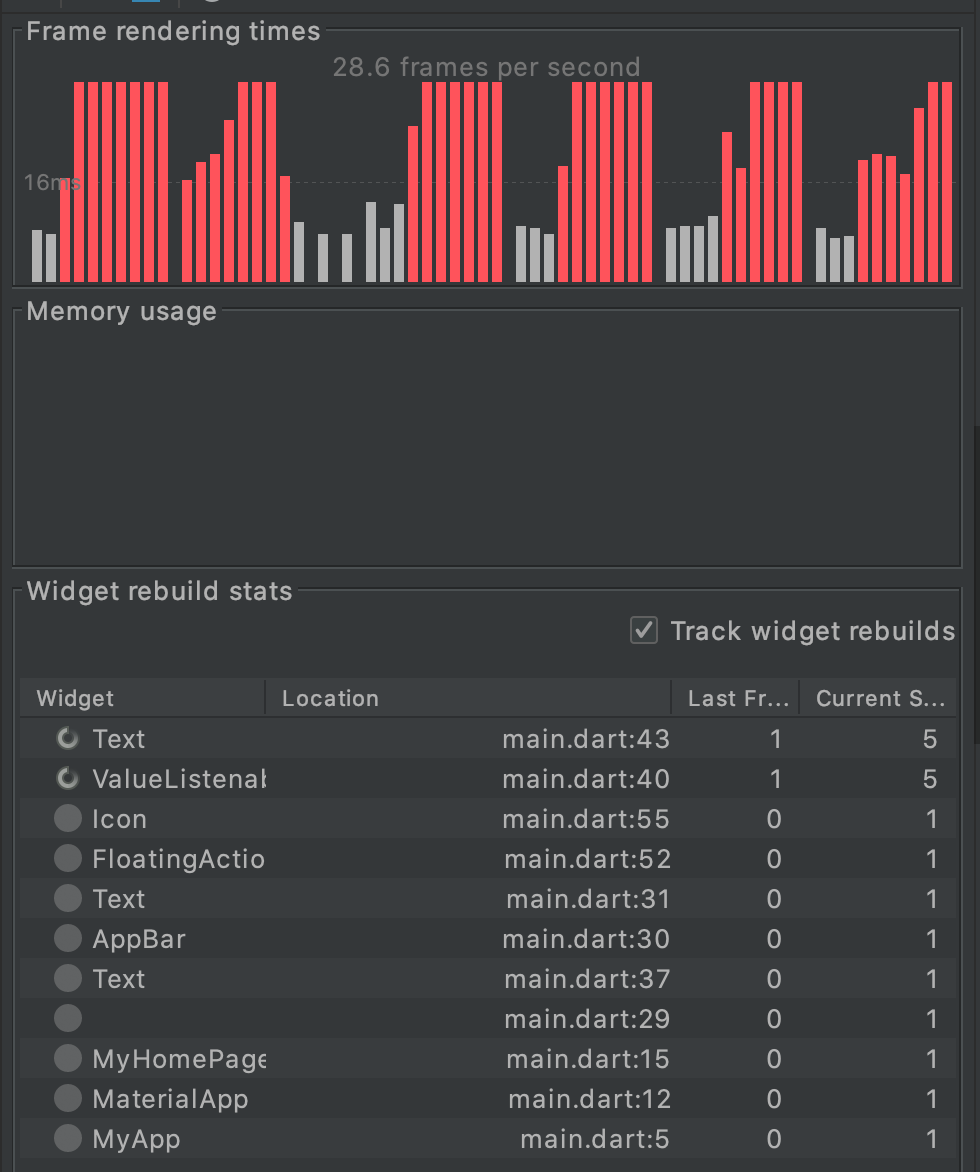 Frame rendering times
28.6 frames per second
16ms
Memory usage
Widget rebuild stats
Track widget rebuilds
Widget Location Last Fr... Current S...
Text main.dart:43 1 5
ValueListenab main.dart:40 1 5
Icon main.dart:55 0 1
FloatingActio main.dart:52 0 1
Text main.dart:31 0 1
AppBar main.dart:30 0 1
Text main.dart:37 0 1
main.dart:29 0 1
MyHomePage main.dart:15 0 1
MaterialApp main.dart:12 0 1
MyApp main.dart:5 0 1